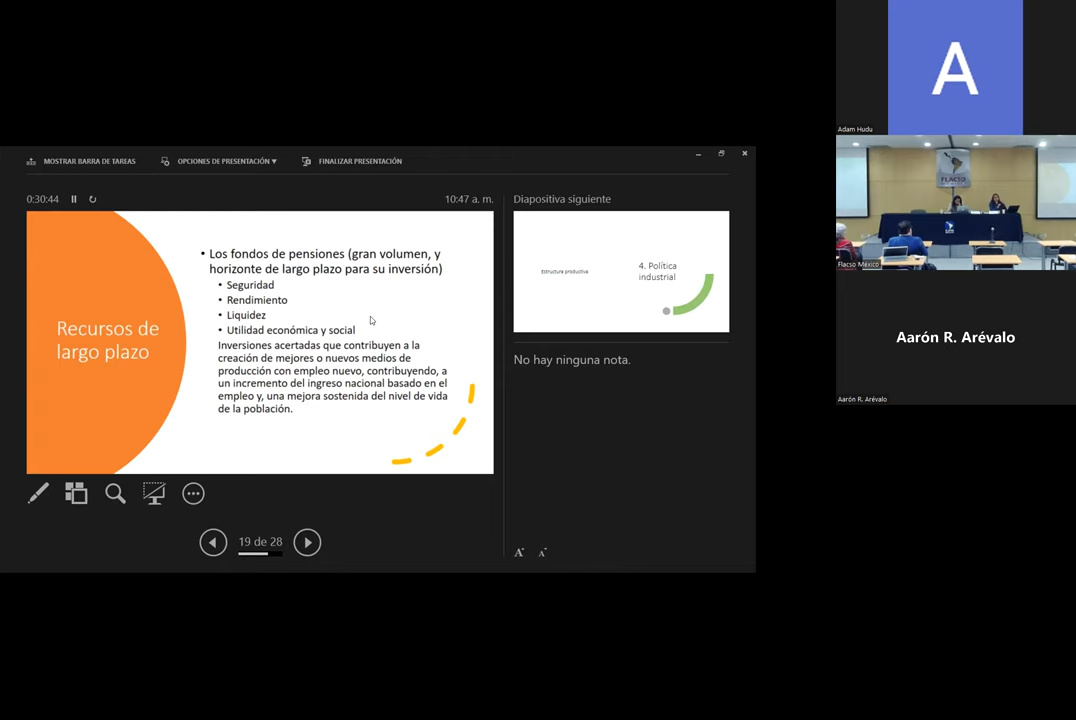 MOSTRAR BARRA DE TAREAS
OPCIONES DE PRESENTACIÓN ▾
FINALIZAR PRESENTACIÓN
0:30:44
10:47 a. m.
Recursos de
largo plazo
• Los fondos de pensiones (gran volumen, y
horizonte de largo plazo para su inversión)
• Seguridad
• Rendimiento
• Liquidez
• Utilidad económica y social
Inversiones acertadas que contribuyen a la
creación de mejores o nuevos medios de
producción con empleo nuevo, contribuyendo, a
un incremento del ingreso nacional basado en el
empleo y, una mejora sostenida del nivel de vida
de la población.
19 de 28
Diapositiva siguiente
Estructura productiva
4. Política
industrial
No hay ninguna nota.
A
A
A
Adam Hudu
FLACSO
Flacso México
Aarón R. Arévalo
Aarón R. Arévalo